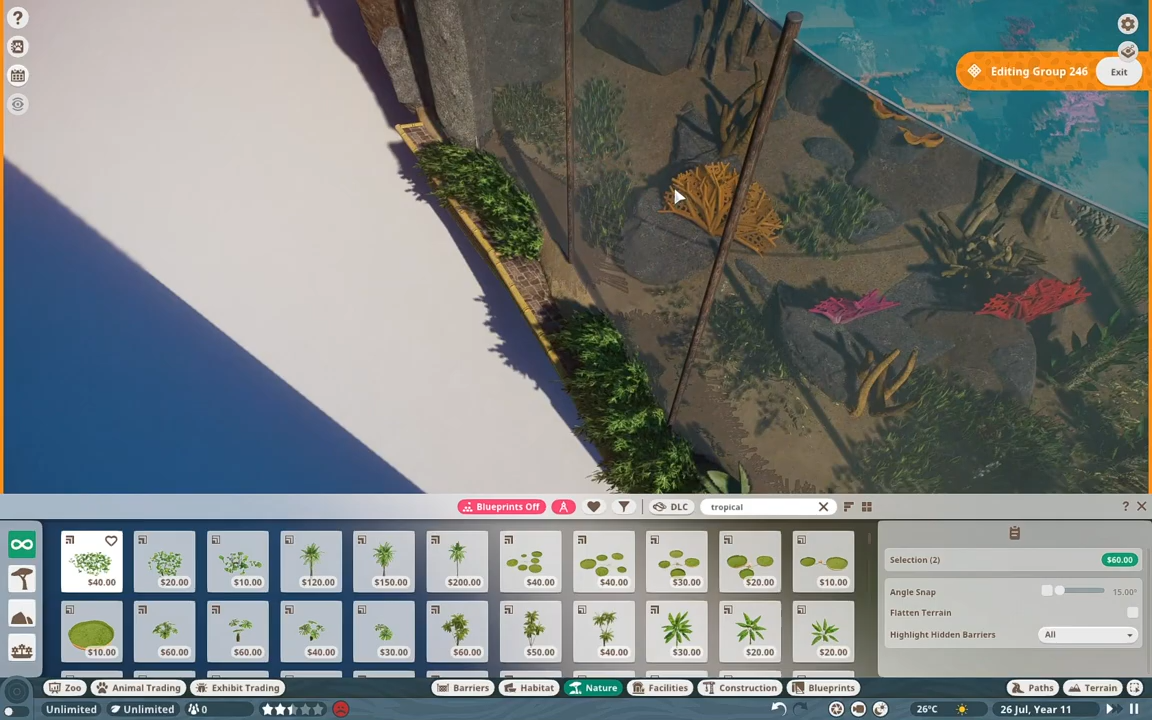 ?
Editing Group 246
Exit
Blueprints Off
DLC
tropical
?
$40.00
$20.00
$10.00
$120.00
$150.00
$200.00
$40.00
$40.00
$30.00
$20.00
$10.00
Selection (2)
$60.00
Angle Snap
15.00°
Flatten Terrain
$10.00
$60.00
$60.00
$40.00
$30.00
$60.00
$50.00
$40.00
$30.00
$20.00
$20.00
Highlight Hidden Barriers
All
Zoo
Animal Trading
Exhibit Trading
Barriers
Habitat
Nature
Facilities
Construction
Blueprints
Paths
Terrain
Unlimited
Unlimited
0
26°C
26 Jul, Year 11